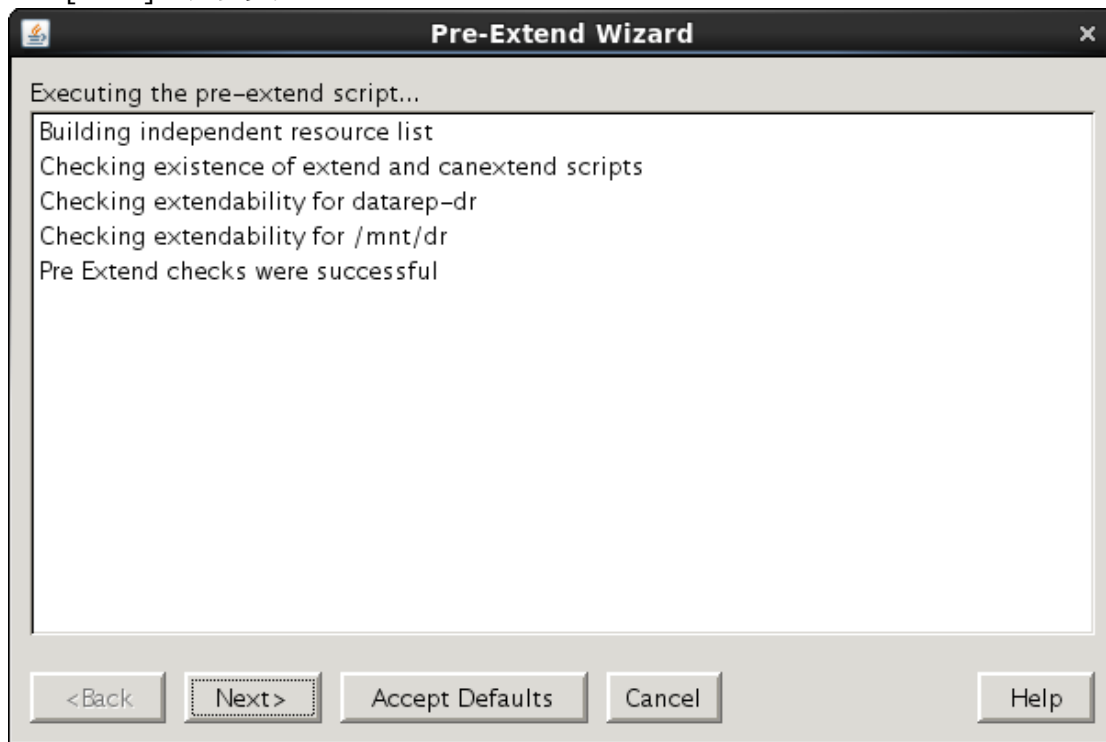 Pre-Extend Wizard
Executing the pre-extend script...
Building independent resource list
Checking existence of extend and canextend scripts
Checking extendability for datarep-dr
Checking extendability for /mnt/dr
Pre Extend checks were successful
<Back Next> Accept Defaults Cancel Help